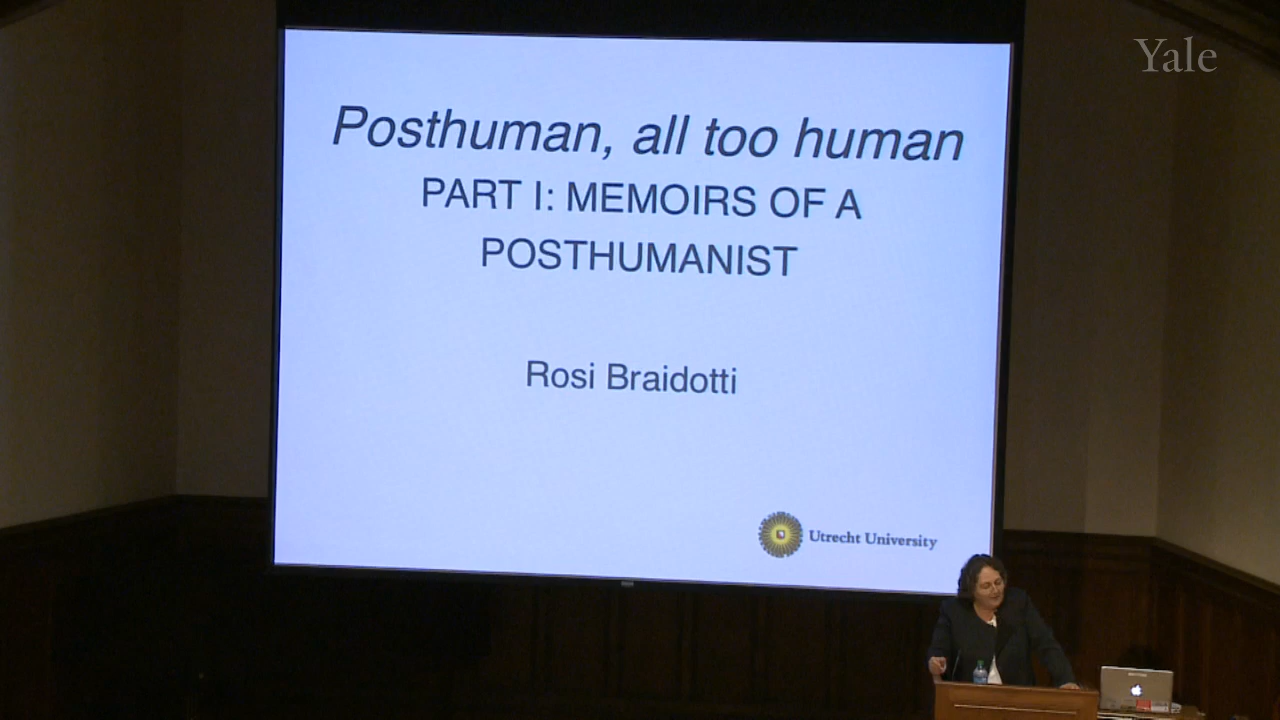 Yale
Posthuman, all too human
PART I: MEMOIRS OF A
POSTHUMANIST
Rosi Braidotti
Utrecht University